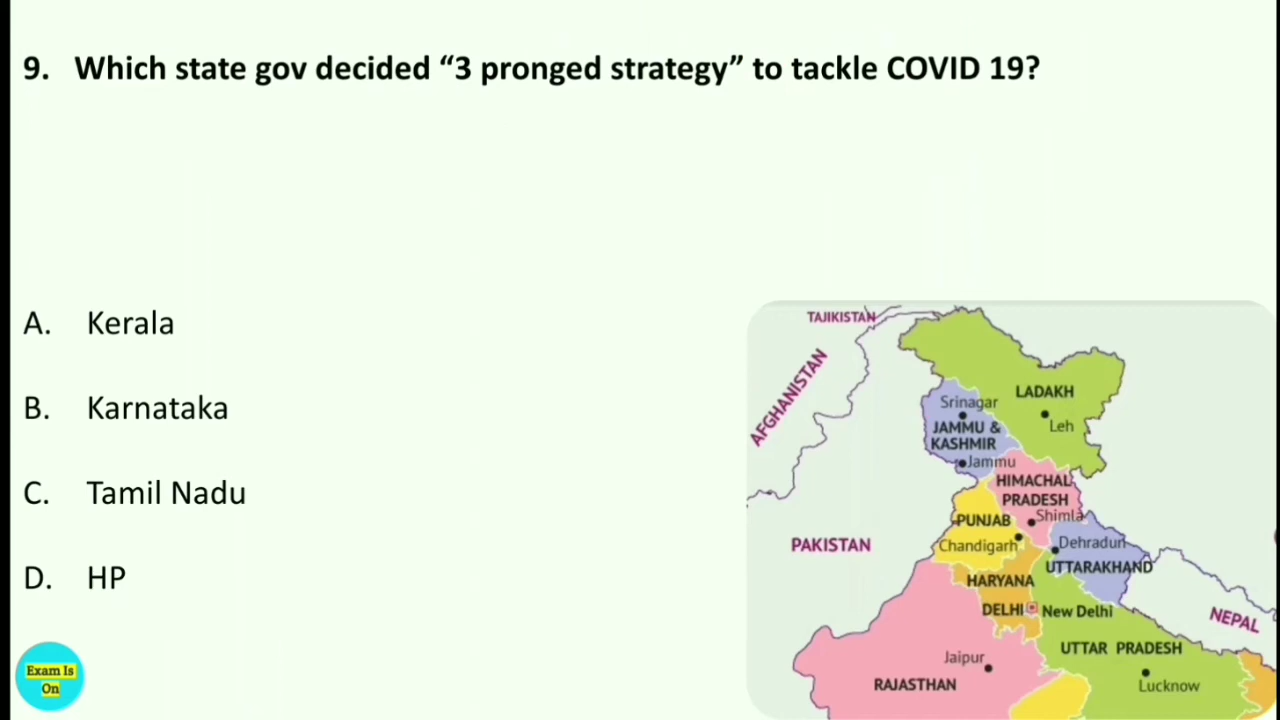 9. Which state gov decided “3 pronged strategy” to tackle COVID 19?
A. Kerala
B. Karnataka
C. Tamil Nadu
D. HP
Exam Is
On
TAJIKISTAN
AFGHANISTAN
LADAKH
Leh
Srinagar
JAMMU &
KASHMIR
Jammu
HIMACHAL
PRADESH
Shimla
PUNJAB
Chandigarh
PAKISTAN
Dehradun
UTTARAKHAND
HARYANA
DELHI
New Delhi
NEPAL
UTTAR PRADESH
Jaipur
RAJASTHAN
Lucknow